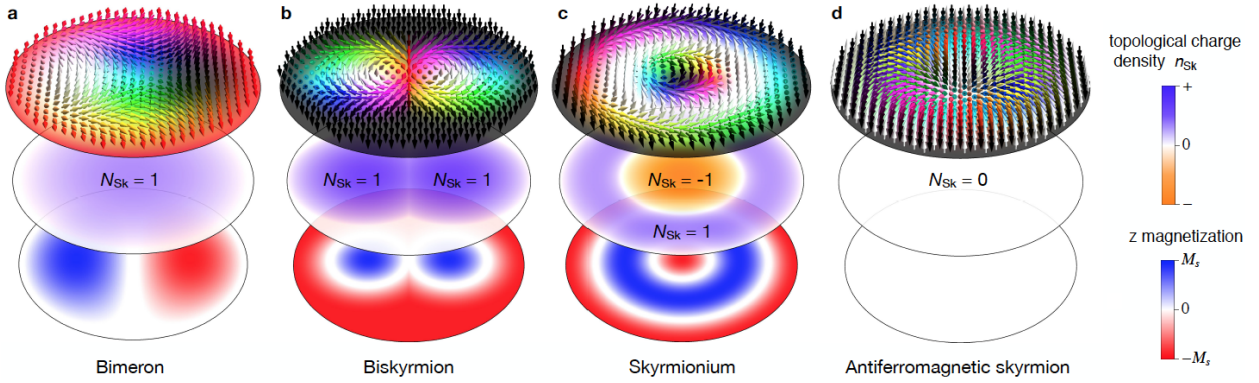 a
b
c
d
topological charge
density n_Sk
+
0
−
N_Sk = 1
N_Sk = 1
N_Sk = 1
N_Sk = -1
N_Sk = 1
N_Sk = 0
z magnetization
M_s
0
−M_s
Bimeron
Biskyrmion
Skyrmionium
Antiferromagnetic skyrmion